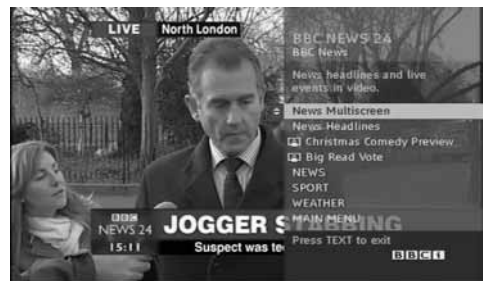 LIVE North London
BBC NEWS 24
BBC News
News headlines and live
events in video.
News Multiscreen
News Headlines
Christmas Comedy Preview...
Big Read Vote
NEWS
SPORT
WEATHER
MAIN MENU
Press TEXT to exit
BBCi
BBC
NEWS 24
15:11
JOGGER STABBING
Suspect was